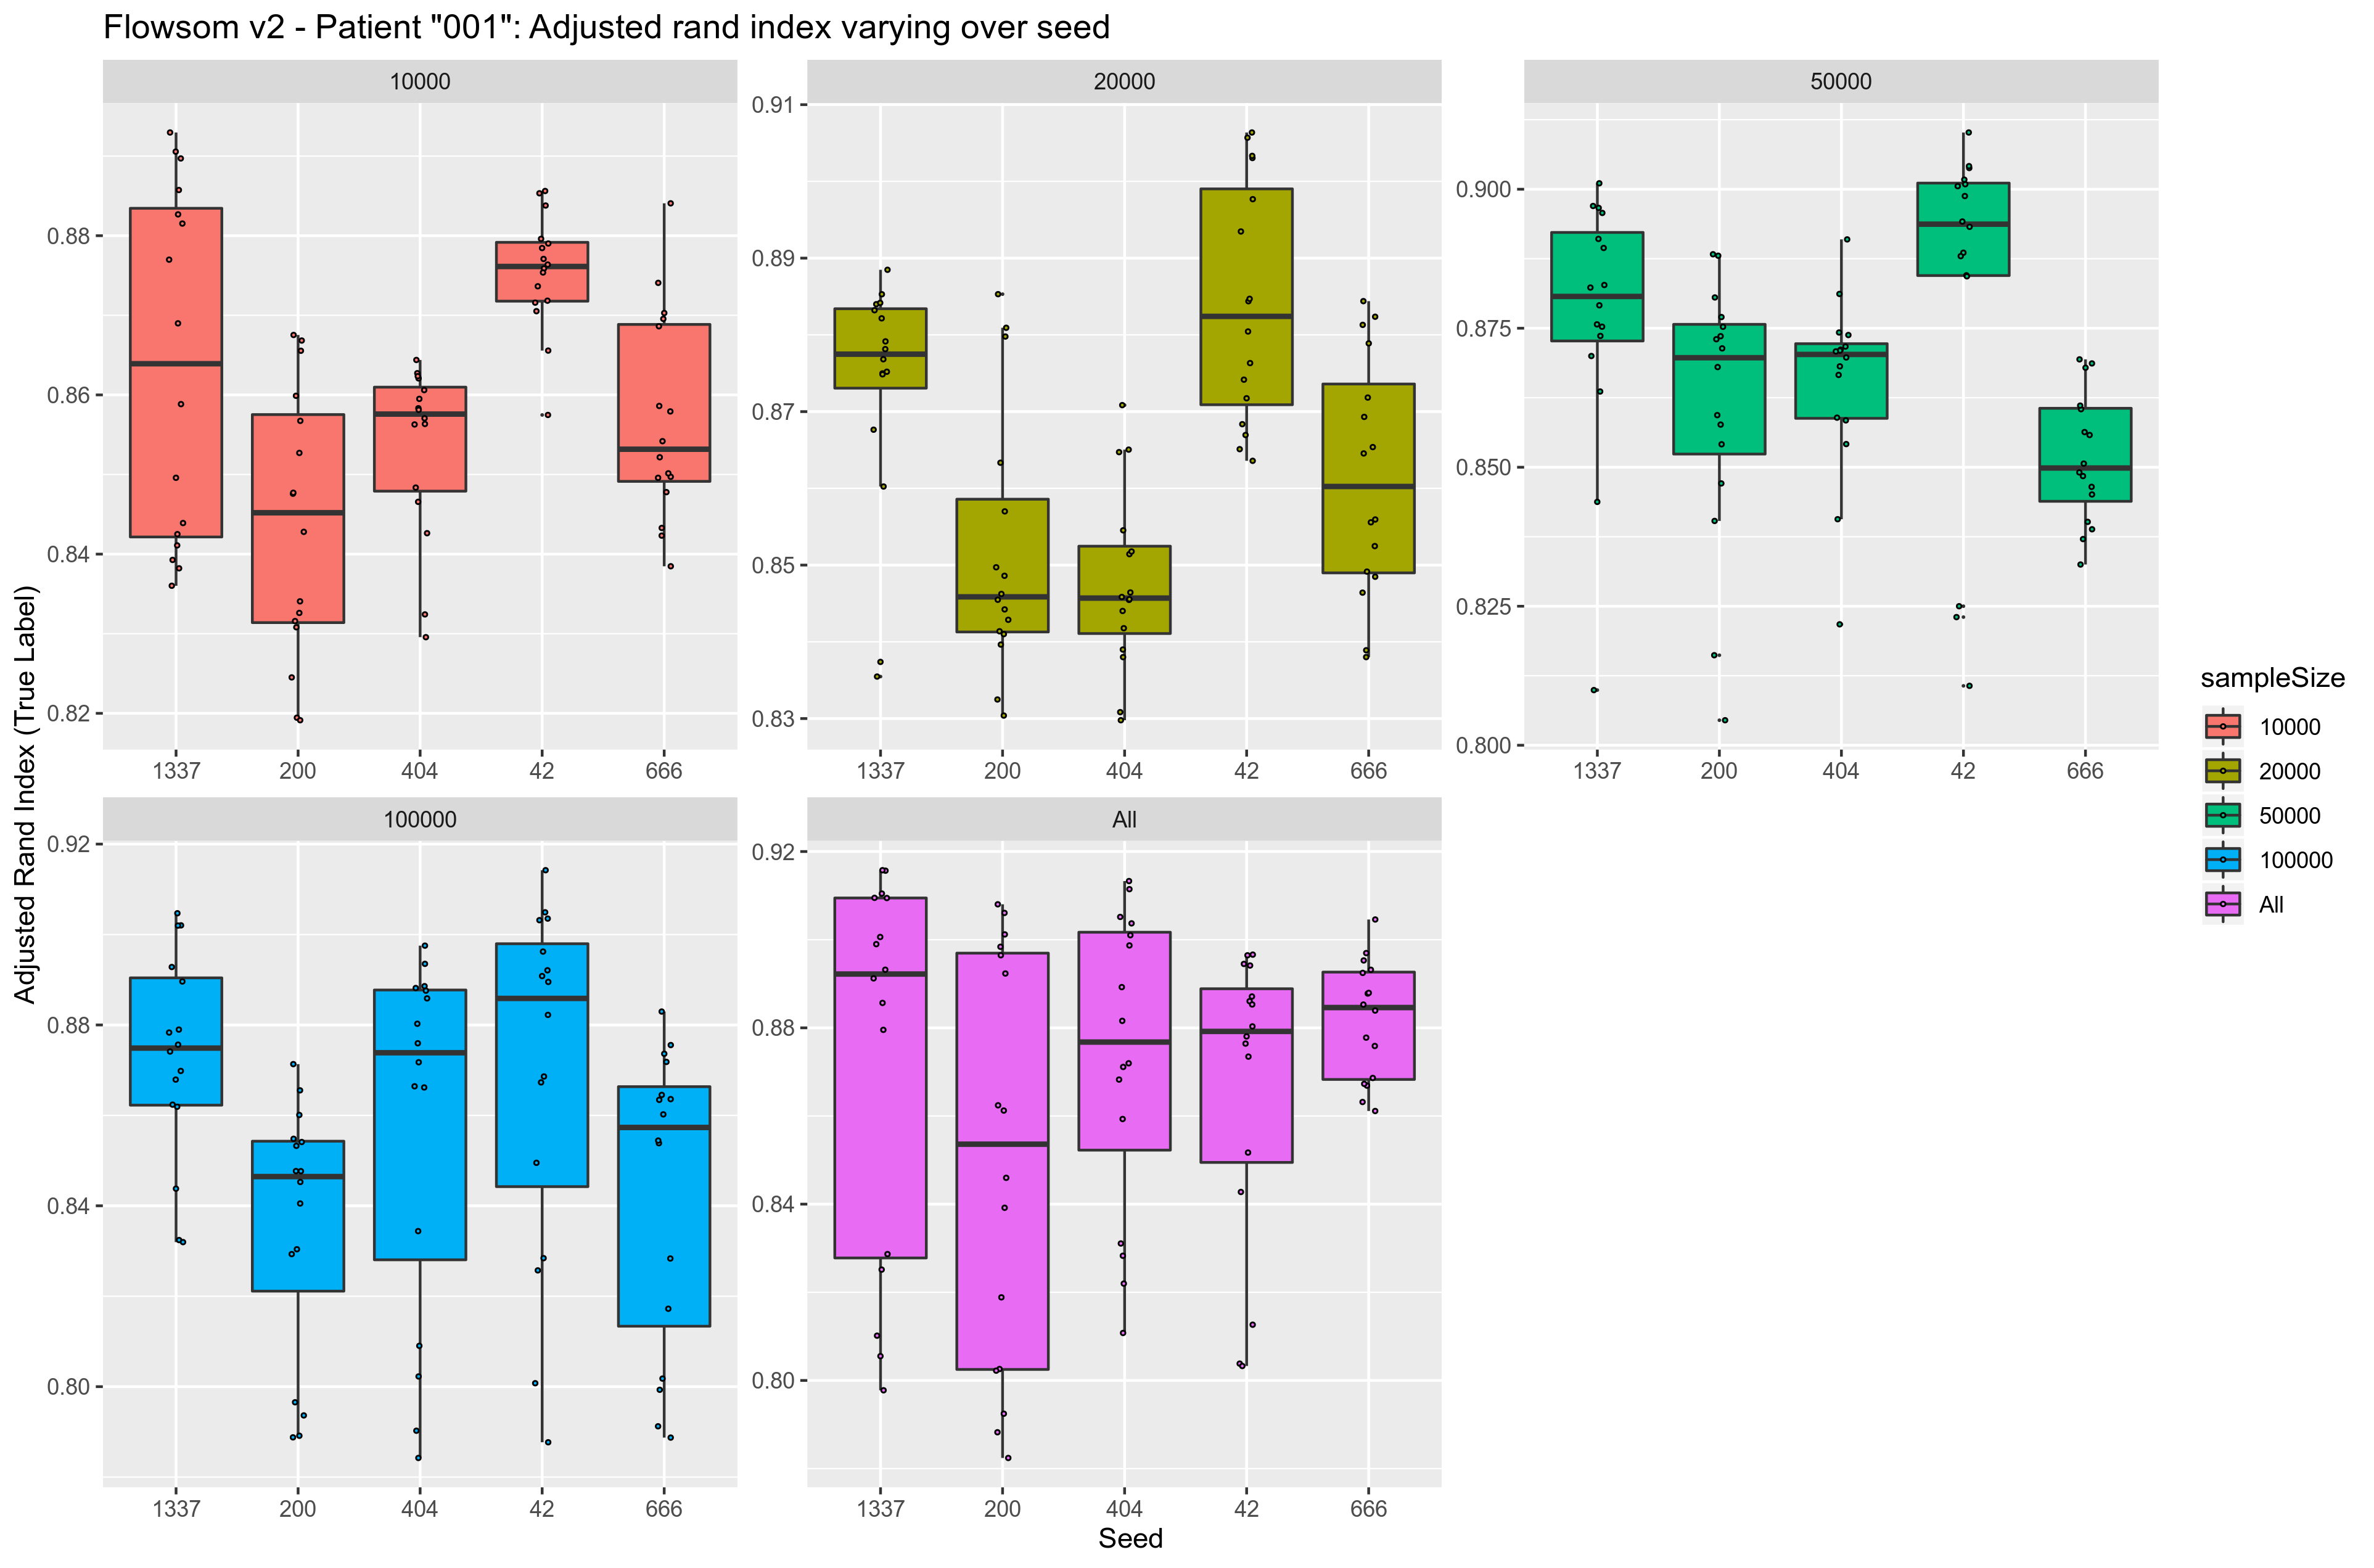 Flowsom v2 - Patient "001": Adjusted rand index varying over seed
Adjusted Rand Index (True Label)
10000
0.88
0.86
0.84
0.82
1337 200 404 42 666
20000
0.91
0.89
0.87
0.85
0.83
1337 200 404 42 666
50000
0.900
0.875
0.850
0.825
0.800
1337 200 404 42 666
100000
0.92
0.88
0.84
0.80
1337 200 404 42 666
All
0.92
0.88
0.84
0.80
1337 200 404 42 666
Seed
sampleSize
10000
20000
50000
100000
All